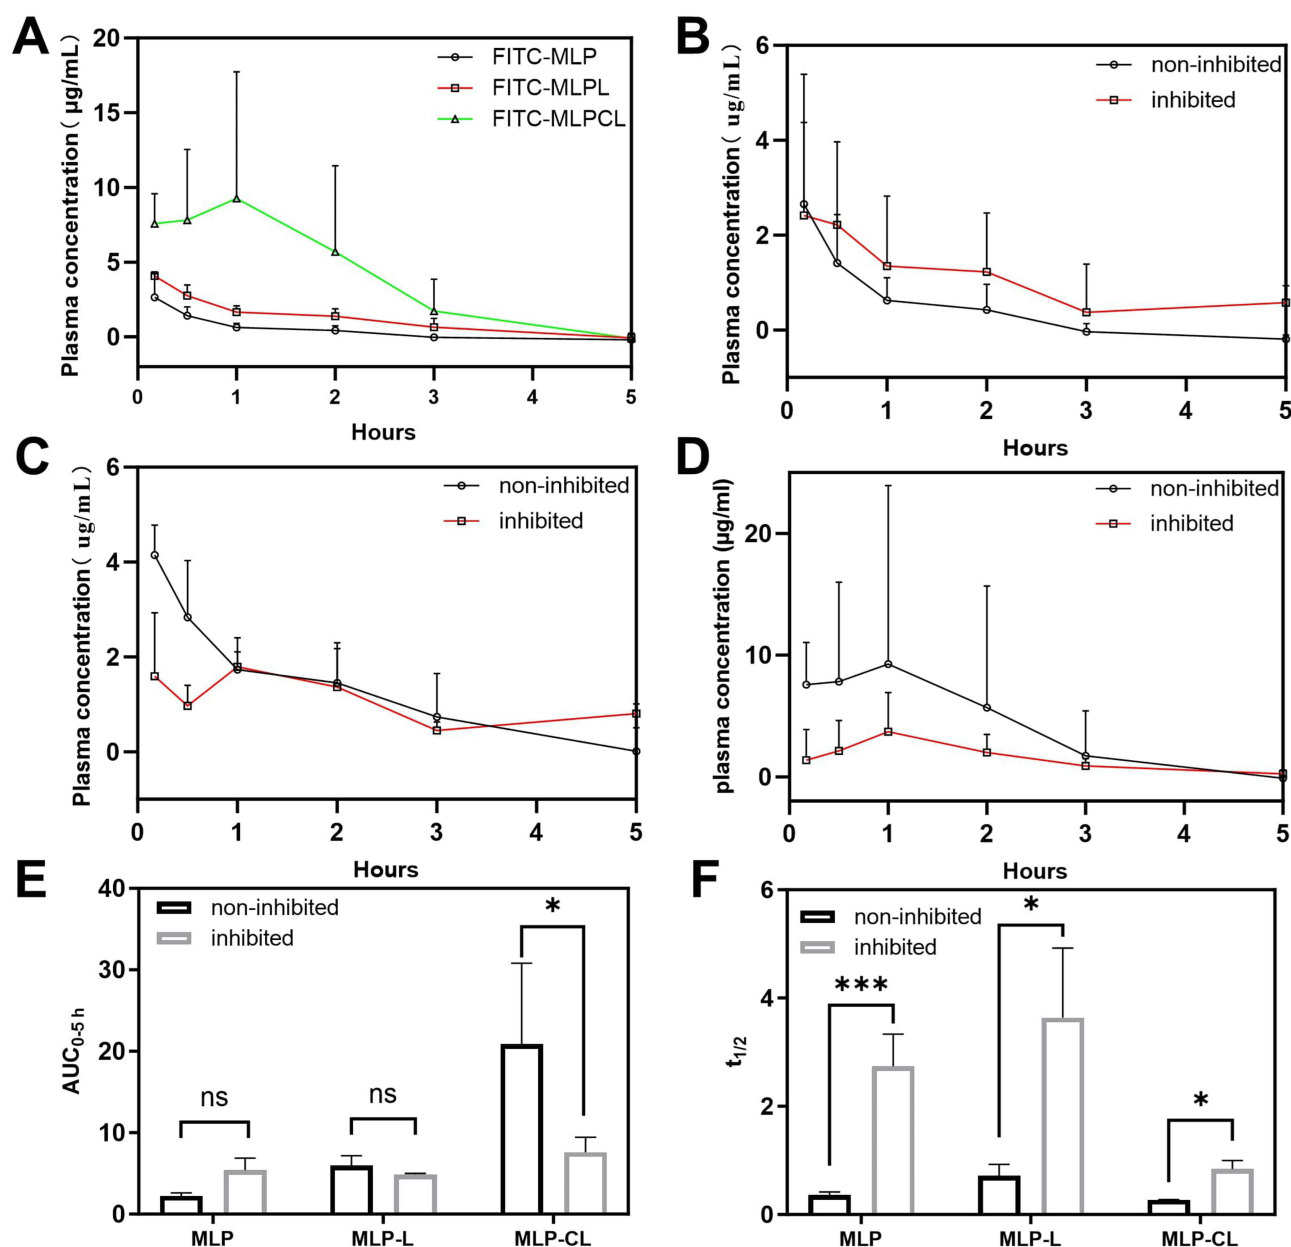 A
Plasma concentration( μg/mL)
20
15
10
5
0
FITC-MLP
FITC-MLPL
FITC-MLPCL
0 1 2 3 4 5
Hours
B
Plasma concentration( ug/mL)
6
4
2
0
non-inhibited
inhibited
0 1 2 3 4 5
Hours
C
Plasma concentration( ug/mL)
6
4
2
0
non-inhibited
inhibited
0 1 2 3 4 5
Hours
D
plasma concentration (μg/ml)
20
10
0
non-inhibited
inhibited
0 1 2 3 4 5
Hours
E
AUC0-5 h
40
30
20
10
0
non-inhibited
inhibited
ns
ns
*
MLP MLP-L MLP-CL
F
t1/2
6
4
2
0
non-inhibited
inhibited
***
*
*
MLP MLP-L MLP-CL